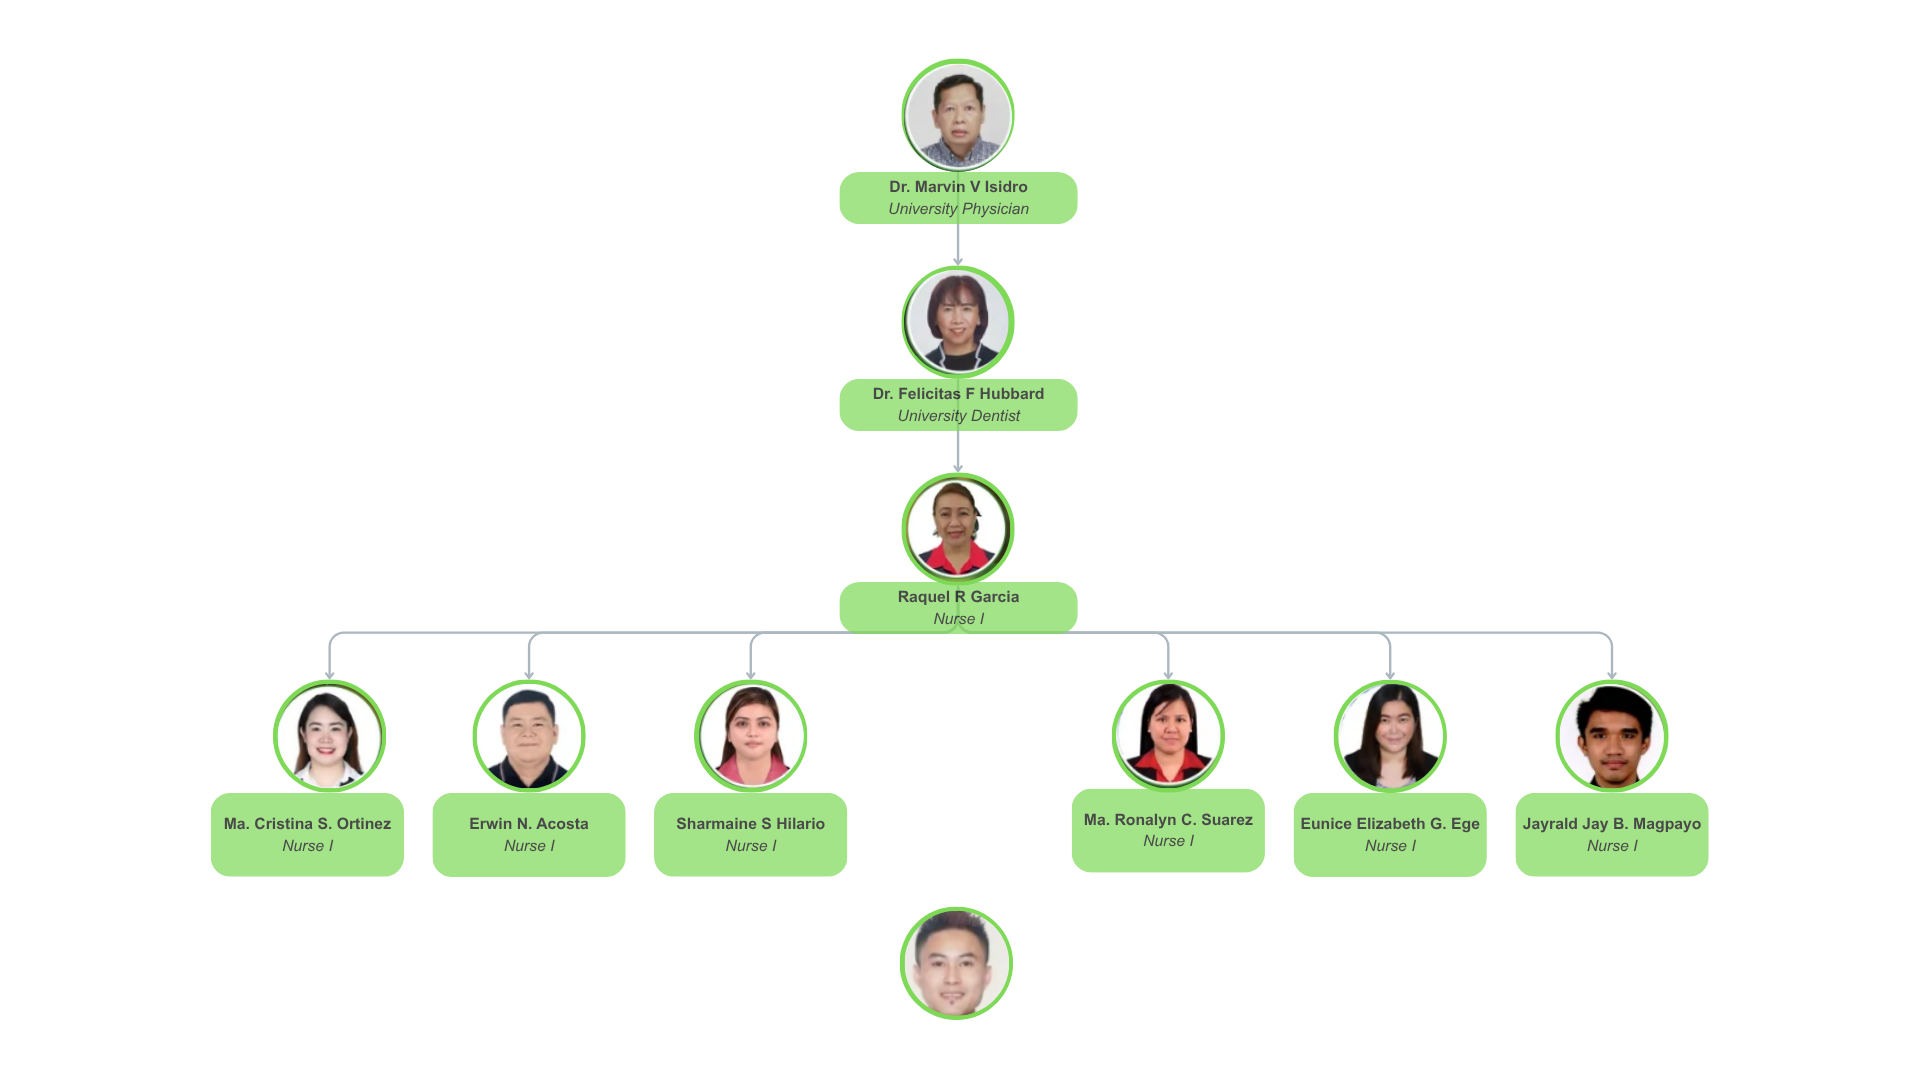 Dr. Marvin V Isidro
University Physician
Dr. Felicitas F Hubbard
University Dentist
Raquel R Garcia
Nurse I
Ma. Cristina S. Ortinez
Nurse I
Erwin N. Acosta
Nurse I
Sharmaine S Hilario
Nurse I
Ma. Ronalyn C. Suarez
Nurse I
Eunice Elizabeth G. Ege
Nurse I
Jayrald Jay B. Magpayo
Nurse I